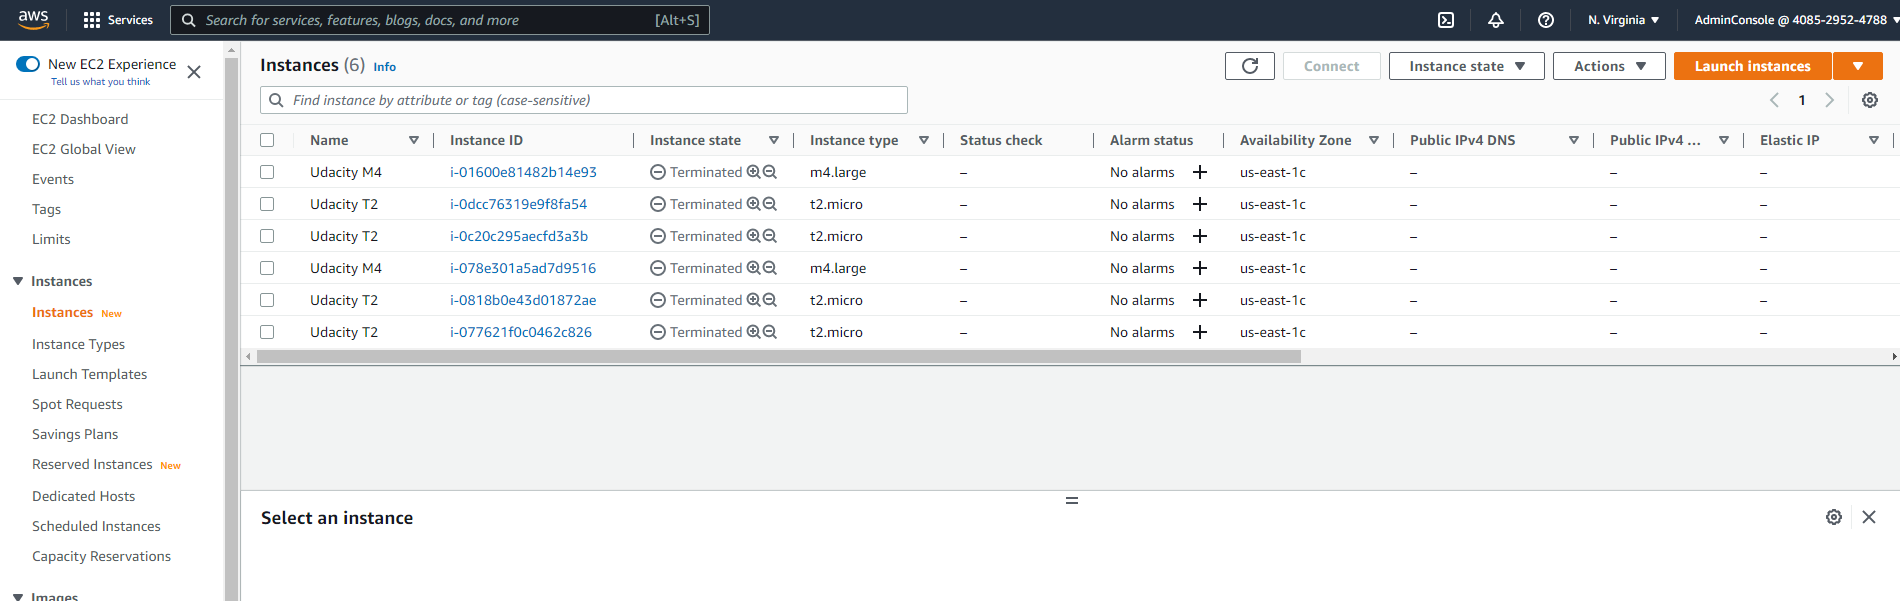 aws Services Search for services, features, blogs, docs, and more [Alt+S] N. Virginia AdminConsole @ 4085-2952-4788
New EC2 Experience
Tell us what you think
EC2 Dashboard
EC2 Global View
Events
Tags
Limits
Instances
Instances New
Instance Types
Launch Templates
Spot Requests
Savings Plans
Reserved Instances New
Dedicated Hosts
Scheduled Instances
Capacity Reservations
Images
Instances (6) Info Connect Instance state Actions Launch instances
Find instance by attribute or tag (case-sensitive) 1
Name Instance ID Instance state Instance type Status check Alarm status Availability Zone Public IPv4 DNS Public IPv4 ... Elastic IP
Udacity M4 i-01600e81482b14e93 Terminated m4.large – No alarms + us-east-1c – – –
Udacity T2 i-0dcc76319e9f8fa54 Terminated t2.micro – No alarms + us-east-1c – – –
Udacity T2 i-0c20c295aecfd3a3b Terminated t2.micro – No alarms + us-east-1c – – –
Udacity M4 i-078e301a5ad7d9516 Terminated m4.large – No alarms + us-east-1c – – –
Udacity T2 i-0818b0e43d01872ae Terminated t2.micro – No alarms + us-east-1c – – –
Udacity T2 i-077621f0c0462c826 Terminated t2.micro – No alarms + us-east-1c – – –
Select an instance